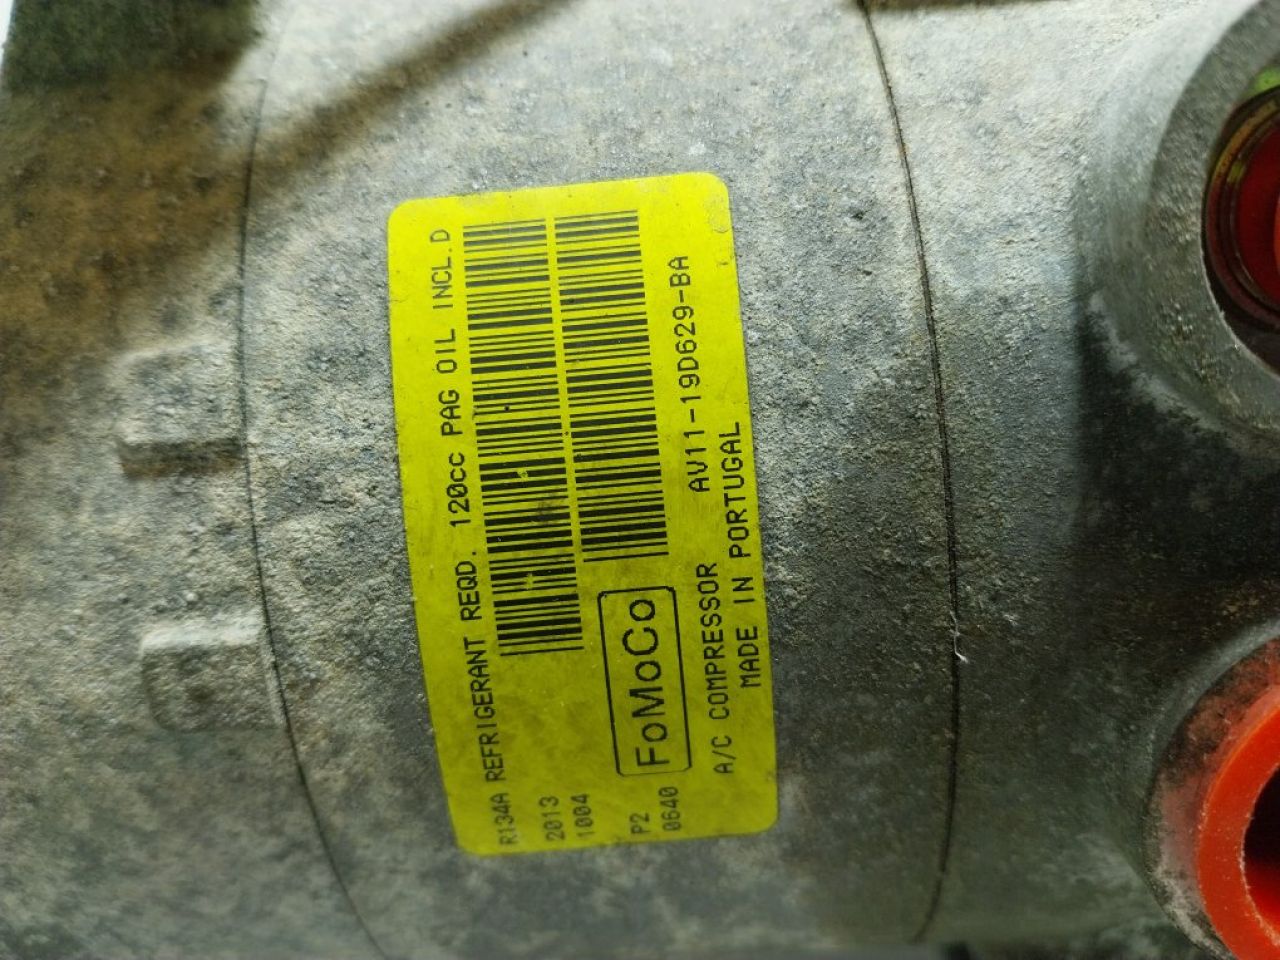 R134A REFRIGERANT REQD. 120cc PAG OIL INCL.D
2013
1004
FoMoCo
P2
0640
A/C COMPRESSOR AV11-19D629-BA
MADE IN PORTUGAL